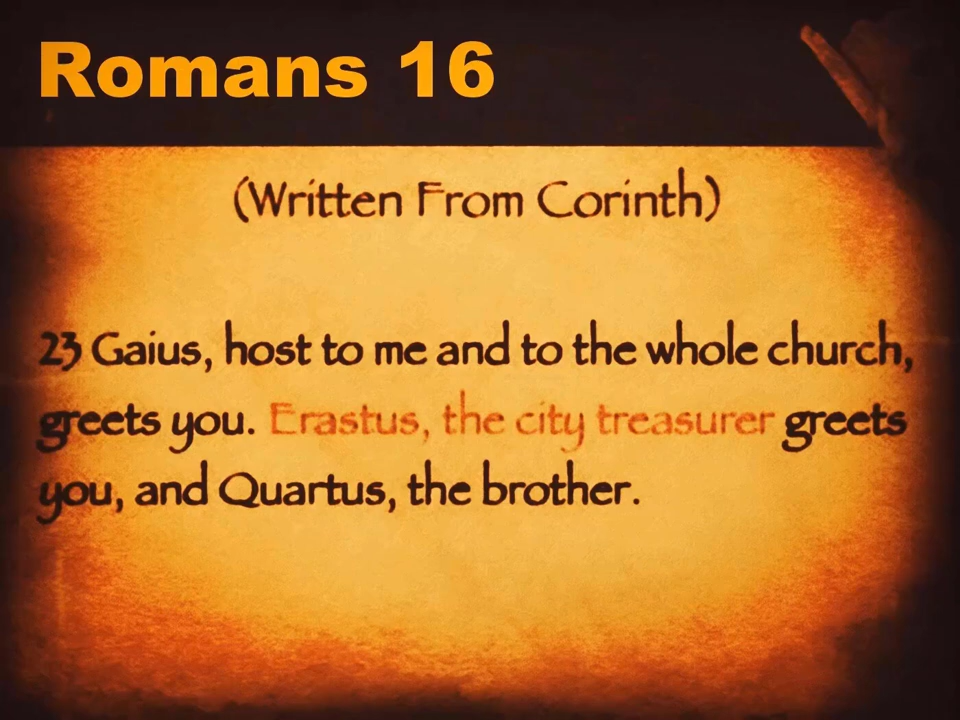 Romans 16
(Written From Corinth)
23 Gaius, host to me and to the whole church,
greets you. Erastus, the city treasurer greets
you, and Quartus, the brother.